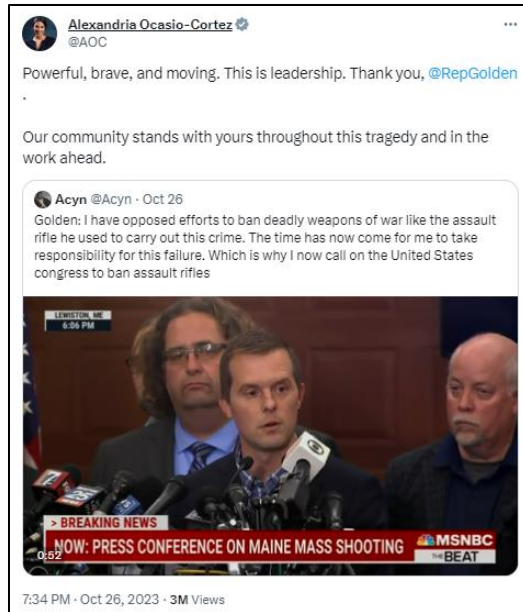 Alexandria Ocasio-Cortez
@AOC
...
Powerful, brave, and moving. This is leadership. Thank you, @RepGolden
.
Our community stands with yours throughout this tragedy and in the
work ahead.
Acyn @Acyn · Oct 26
Golden: I have opposed efforts to ban deadly weapons of war like the assault
rifle he used to carry out this crime. The time has now come for me to take
responsibility for this failure. Which is why I now call on the United States
congress to ban assault rifles
LEWISTON, ME
6:06 PM
> BREAKING NEWS
NOW: PRESS CONFERENCE ON MAINE MASS SHOOTING
MSNBC
THE BEAT
0:52
7:34 PM · Oct 26, 2023 · 3M Views